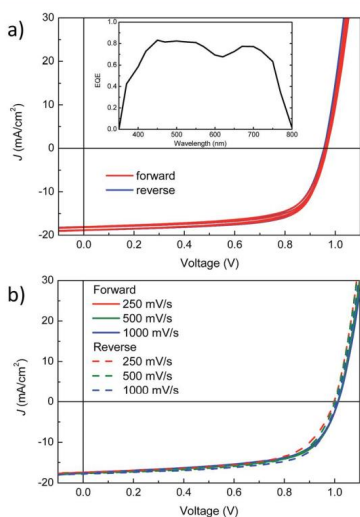 a)
30
20
10
0
-10
-20
J (mA/cm²)
0.0 0.2 0.4 0.6 0.8 1.0
Voltage (V)
1.0
0.8
0.6
0.4
0.2
0.0
EQE
400 500 600 700 800
Wavelength (nm)
forward
reverse
b)
30
20
10
0
-10
-20
J (mA/cm²)
0.0 0.2 0.4 0.6 0.8 1.0
Voltage (V)
Forward
250 mV/s
500 mV/s
1000 mV/s
Reverse
250 mV/s
500 mV/s
1000 mV/s